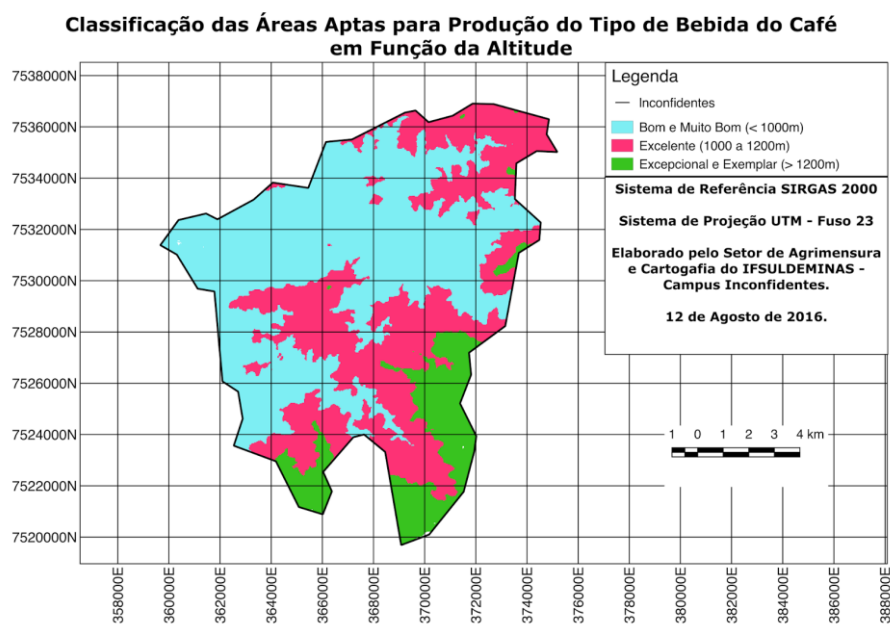 Classificação das Áreas Aptas para Produção do Tipo de Bebida do Café
em Função da Altitude
7538000N
7536000N
7534000N
7532000N
7530000N
7528000N
7526000N
7524000N
7522000N
7520000N
358000E
360000E
362000E
364000E
366000E
368000E
370000E
372000E
374000E
376000E
378000E
380000E
382000E
384000E
386000E
388000E
Legenda
Inconfidentes
Bom e Muito Bom (< 1000m)
Excelente (1000 a 1200m)
Excepcional e Exemplar (> 1200m)
Sistema de Referência SIRGAS 2000
Sistema de Projeção UTM - Fuso 23
Elaborado pelo Setor de Agrimensura
e Cartogafia do IFSULDEMINAS -
Campus Inconfidentes.
12 de Agosto de 2016.
1 0 1 2 3 4 km